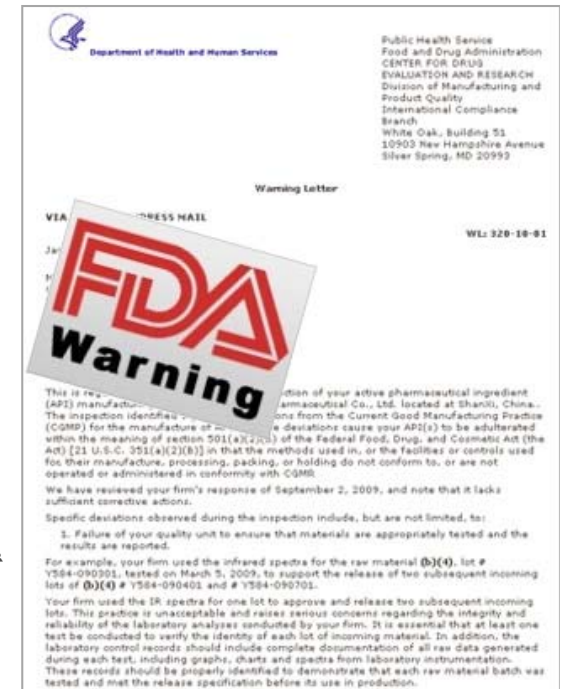 Department of Health and Human Services
Public Health Service
Food and Drug Administration
CENTER FOR DRUG
EVALUATION AND RESEARCH
Division of Manufacturing and
Product Quality
International Compliance
Branch
White Oak, Building 51
10903 New Hampshire Avenue
Silver Spring, MD 20993
Warning Letter
VIA PRESS MAIL
WL: 320-10-01
FDA
Warning
This is ction of your active pharmaceutical ingredient
(API) manufact armaceutical Co., Ltd. located at ShanXi, China..
The inspection identified ons from the Current Good Manufacturing Practice
(CGMP) for the manufacture of e deviations cause your API(s) to be adulterated
within the meaning of section 501(a)(2)(B) of the Federal Food, Drug, and Cosmetic Act (the
Act) [21 U.S.C. 351(a)(2)(B)] in that the methods used in, or the facilities or controls used
for, their manufacture, processing, packing, or holding do not conform to, or are not
operated or administered in conformity with CGMP.
We have reviewed your firm's response of September 2, 2009, and note that it lacks
sufficient corrective actions.
Specific deviations observed during the inspection include, but are not limited, to:
1. Failure of your quality unit to ensure that materials are appropriately tested and the
results are reported.
For example, your firm used the infrared spectra for the raw material (b)(4), lot #
Y584-090301, tested on March 5, 2009, to support the release of two subsequent incoming
lots of (b)(4) # Y584-090401 and # Y584-090701.
Your firm used the IR spectra for one lot to approve and release two subsequent incoming
lots. This practice is unacceptable and raises serious concerns regarding the integrity and
reliability of the laboratory analyses conducted by your firm. It is essential that at least one
test be conducted to verify the identity of each lot of incoming material. In addition, the
laboratory control records should include complete documentation of all raw data generated
during each test, including graphs, charts and spectra from laboratory instrumentation.
These records should be properly identified to demonstrate that each raw material batch was
tested and met the release specification before its use in production.